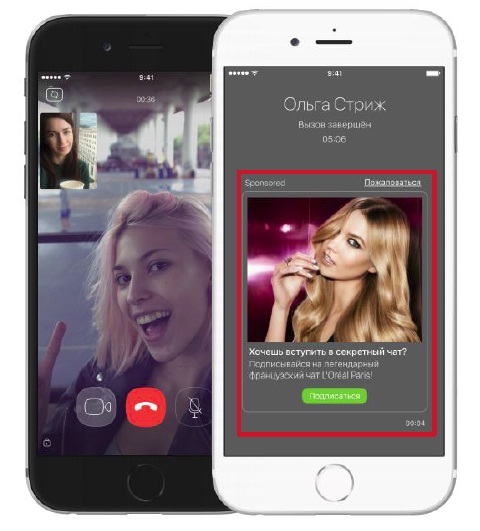 9:41
00:36
9:41
Ольга Стриж
Вызов завершён
05:06
Sponsored Пожаловаться
Хочешь вступить в секретный чат?
Подписывайся на легендарный
французский чат L'Oréal Paris!
Подписаться
00:04